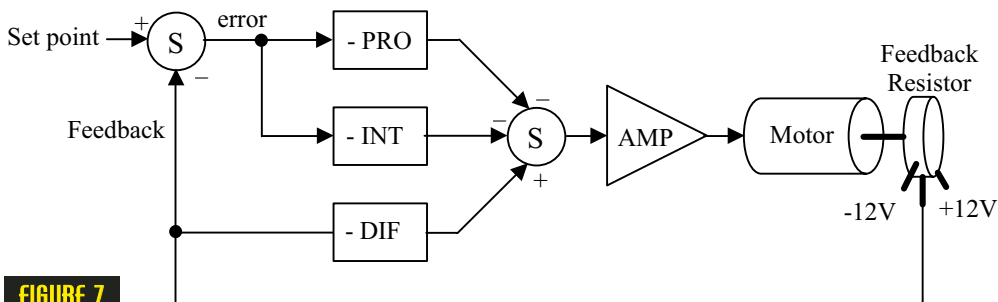 +
error
Set point
S
–
- PRO
Feedback
- INT
- DIF
–
–
S
+
AMP
Motor
Feedback
Resistor
-12V
+12V
FIGURE 7